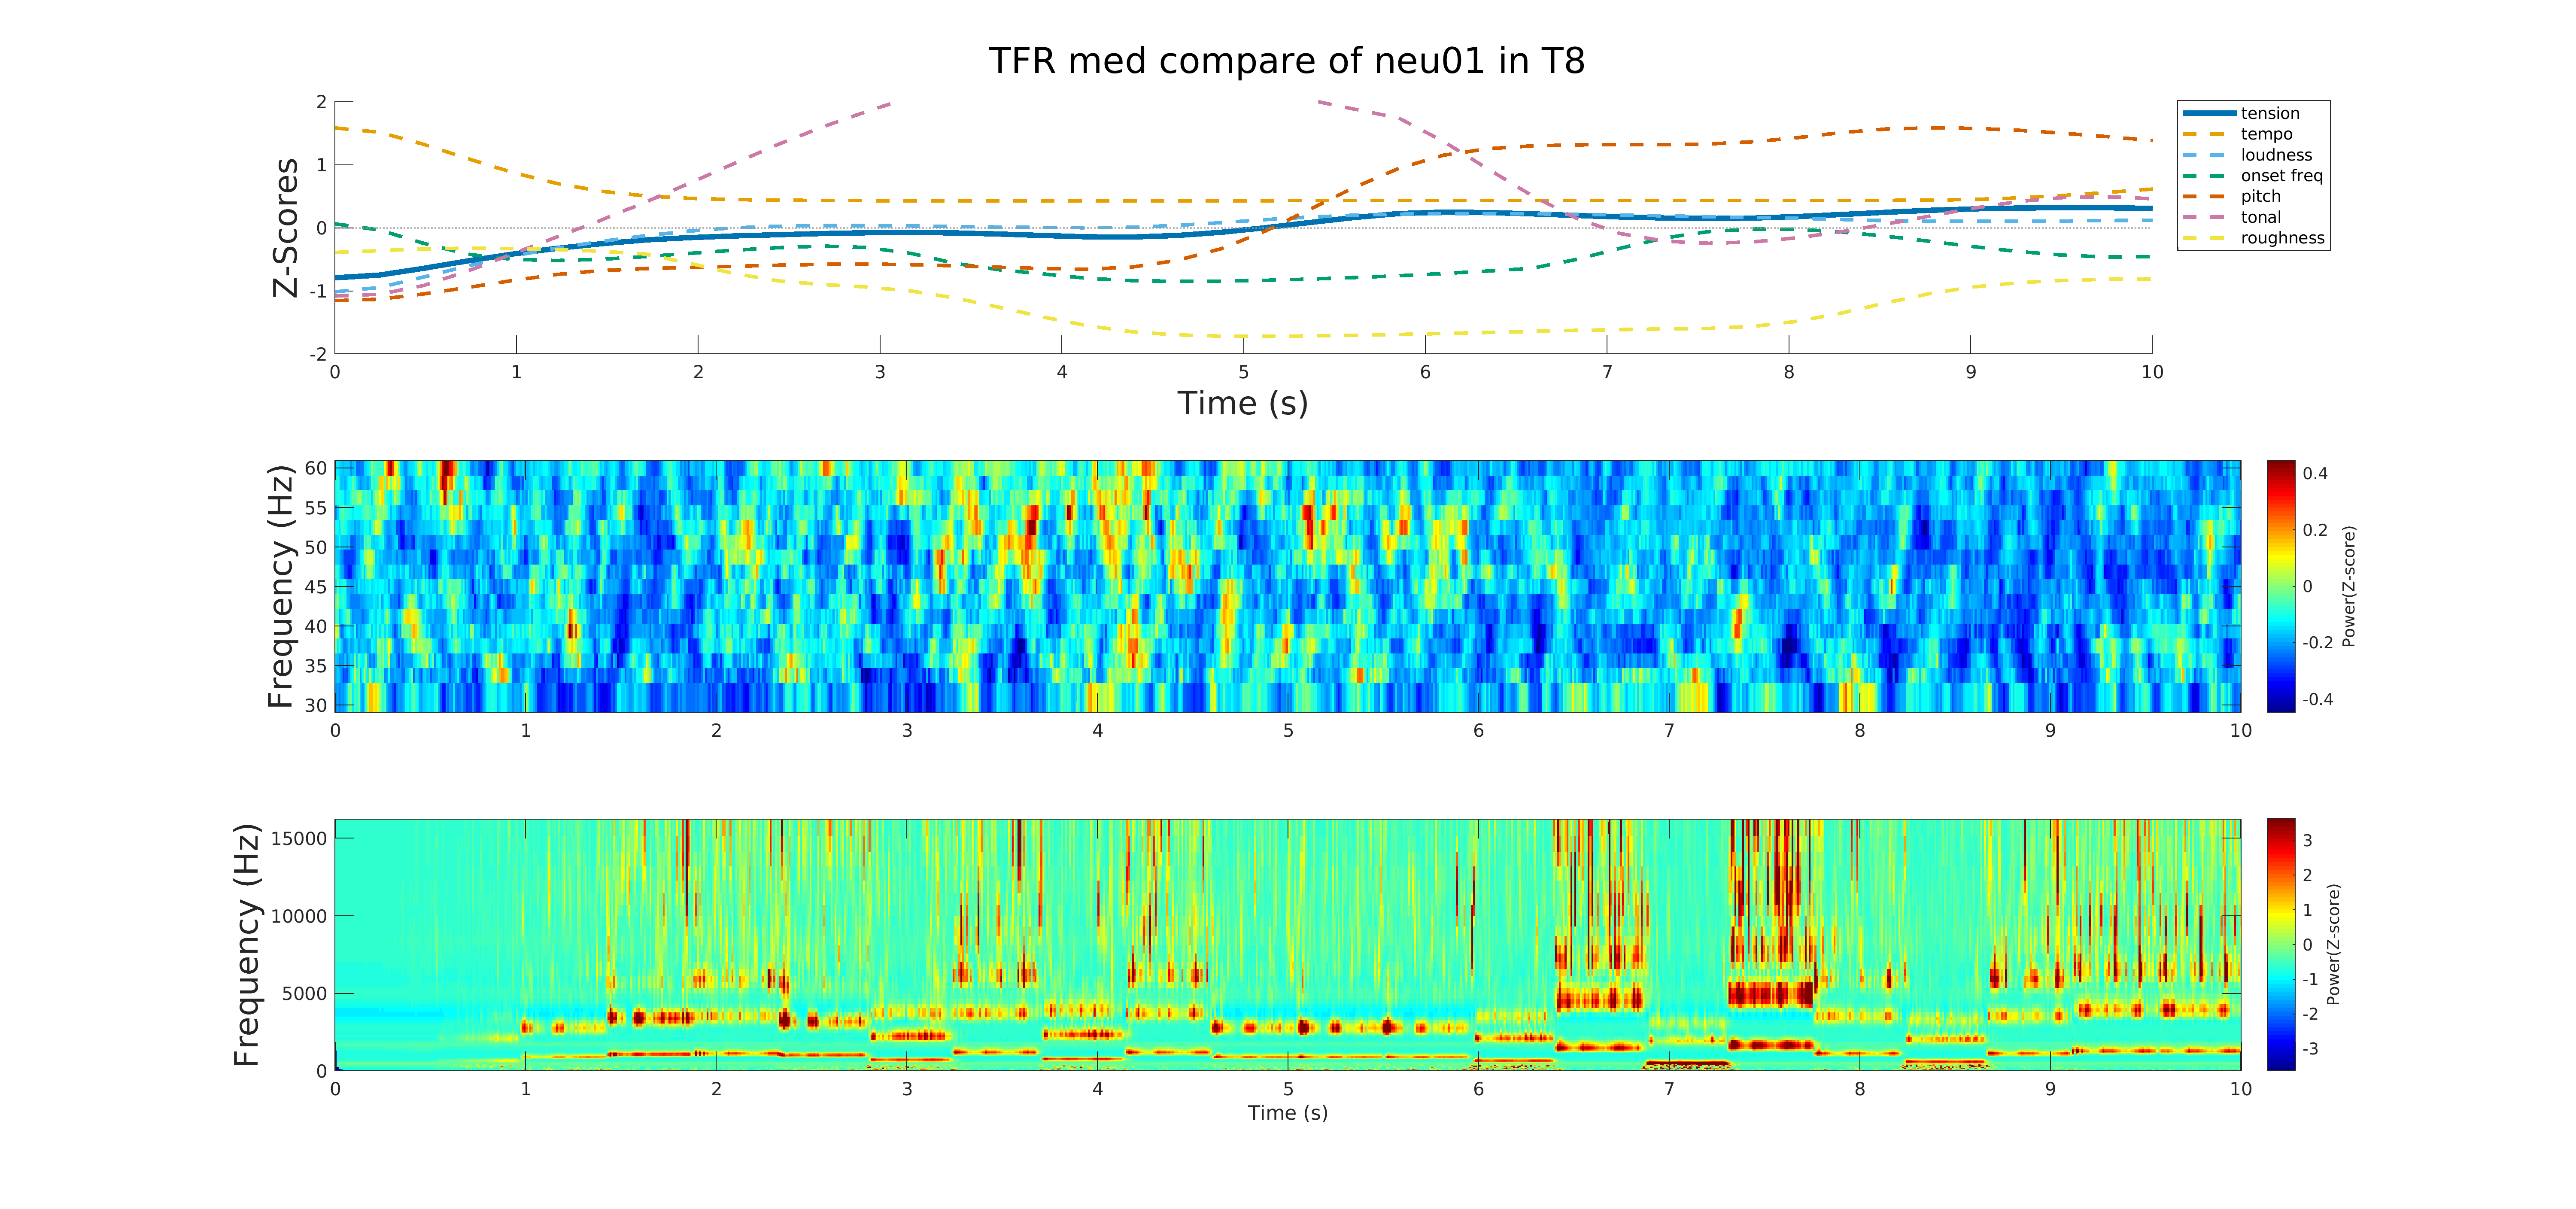 TFR med compare of neu01 in T8
Z-Scores
2
1
0
-1
-2
0 1 2 3 4 5 6 7 8 9 10
Time (s)
tension
tempo
loudness
onset freq
pitch
tonal
roughness
Frequency (Hz)
60
55
50
45
40
35
30
0 1 2 3 4 5 6 7 8 9 10
0.4
0.2
0
-0.2
-0.4
Power(Z-score)
Frequency (Hz)
15000
10000
5000
0
0 1 2 3 4 5 6 7 8 9 10
Time (s)
3
2
1
0
-1
-2
-3
Power(Z-score)